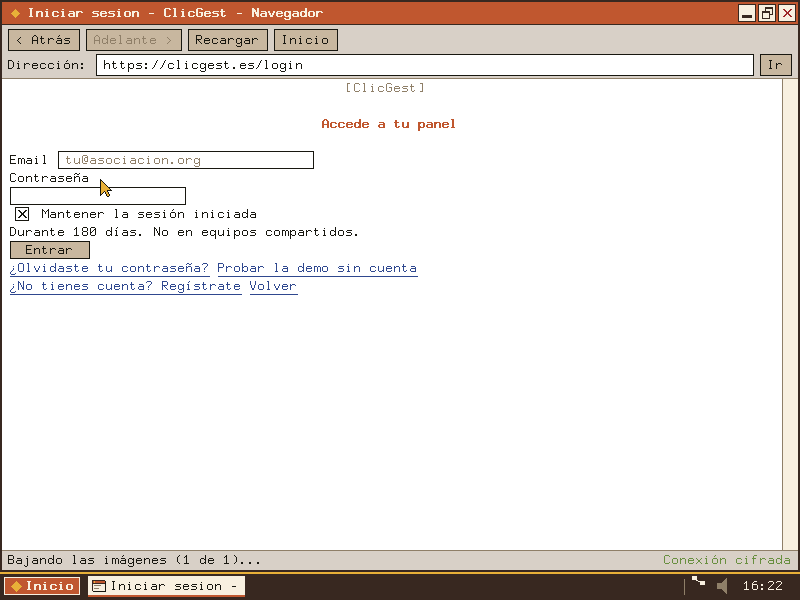 Iniciar sesion - ClicGest - Navegador
< Atrás Adelante > Recargar Inicio
Dirección: https://clicgest.es/login Ir
[ClicGest]
Accede a tu panel
Email tu@asociacion.org
Contraseña
Mantener la sesión iniciada
Durante 180 días. No en equipos compartidos.
Entrar
¿Olvidaste tu contraseña? Probar la demo sin cuenta
¿No tienes cuenta? Regístrate Volver
Bajando las imágenes (1 de 1)... Conexión cifrada
Inicio Iniciar sesion - 16:22